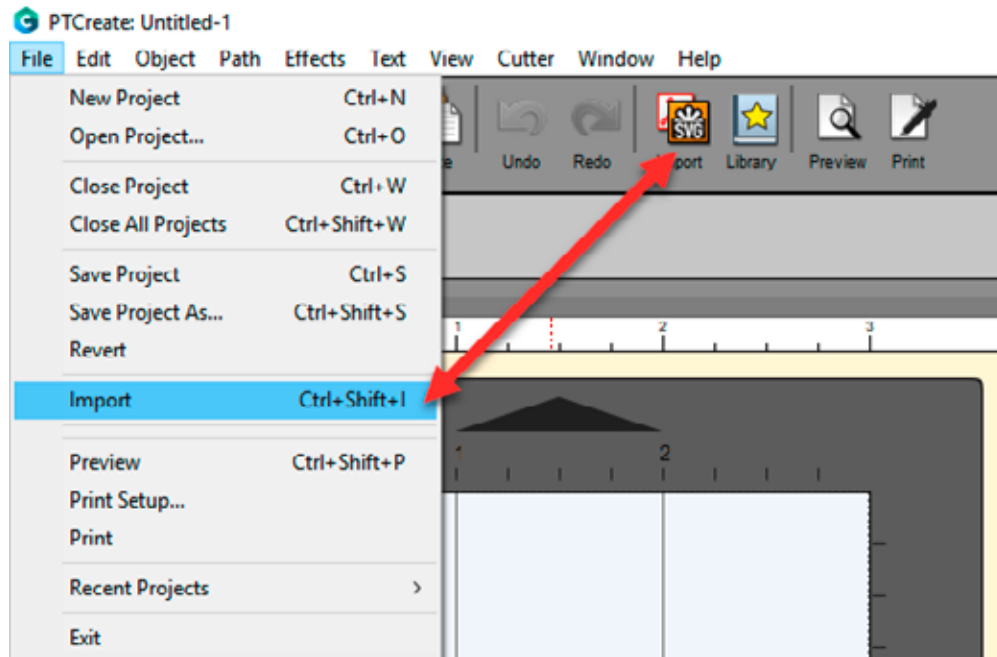 PTCreate: Untitled-1
File Edit Object Path Effects Text View Cutter Window Help
New Project Ctrl+N
Open Project... Ctrl+O
Close Project Ctrl+W
Close All Projects Ctrl+Shift+W
Save Project Ctrl+S
Save Project As... Ctrl+Shift+S
Revert
Import Ctrl+Shift+I
Preview Ctrl+Shift+P
Print Setup...
Print
Recent Projects
Exit
SVG
Undo Redo Library Preview Print
1 2 3
1 2